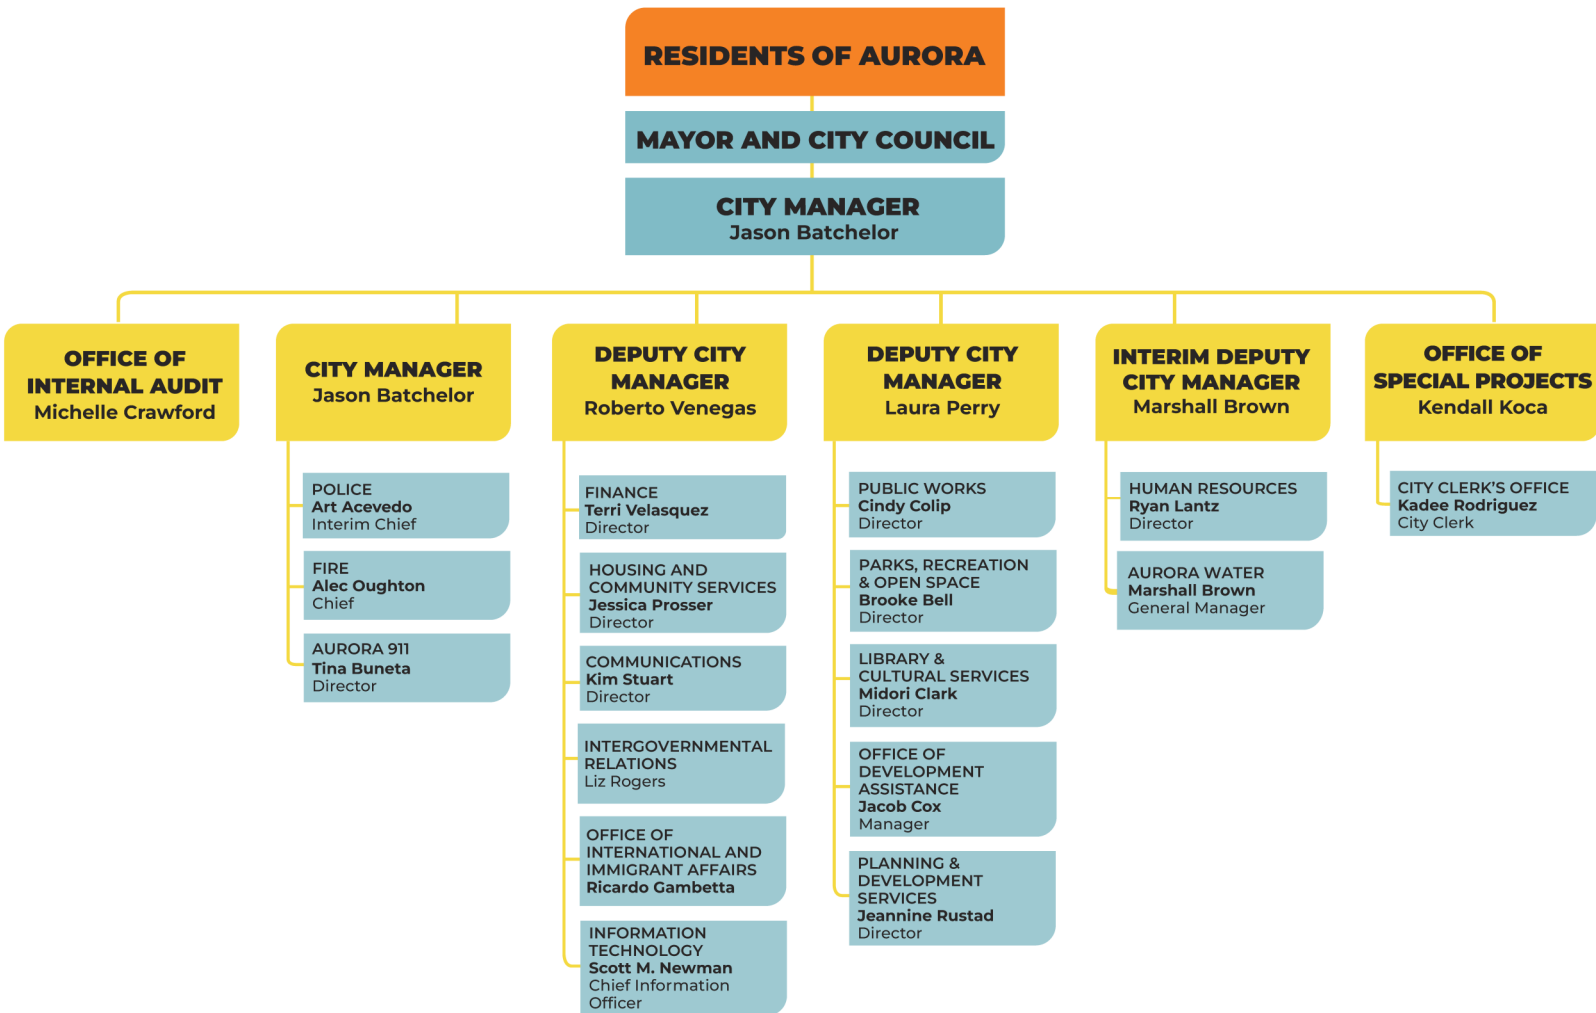 RESIDENTS OF AURORA
MAYOR AND CITY COUNCIL
CITY MANAGER
Jason Batchelor
OFFICE OF
INTERNAL AUDIT
Michelle Crawford
CITY MANAGER
Jason Batchelor
POLICE
Art Acevedo
Interim Chief
FIRE
Alec Oughton
Chief
AURORA 911
Tina Buneta
Director
DEPUTY CITY
MANAGER
Roberto Venegas
FINANCE
Terri Velasquez
Director
HOUSING AND
COMMUNITY SERVICES
Jessica Prosser
Director
COMMUNICATIONS
Kim Stuart
Director
INTERGOVERNMENTAL
RELATIONS
Liz Rogers
OFFICE OF
INTERNATIONAL AND
IMMIGRANT AFFAIRS
Ricardo Gambetta
INFORMATION
TECHNOLOGY
Scott M. Newman
Chief Information
Officer
DEPUTY CITY
MANAGER
Laura Perry
PUBLIC WORKS
Cindy Colip
Director
PARKS, RECREATION
& OPEN SPACE
Brooke Bell
Director
LIBRARY &
CULTURAL SERVICES
Midori Clark
Director
OFFICE OF
DEVELOPMENT
ASSISTANCE
Jacob Cox
Manager
PLANNING &
DEVELOPMENT
SERVICES
Jeannine Rustad
Director
INTERIM DEPUTY
CITY MANAGER
Marshall Brown
HUMAN RESOURCES
Ryan Lantz
Director
AURORA WATER
Marshall Brown
General Manager
OFFICE OF
SPECIAL PROJECTS
Kendall Koca
CITY CLERK'S OFFICE
Kadee Rodriguez
City Clerk